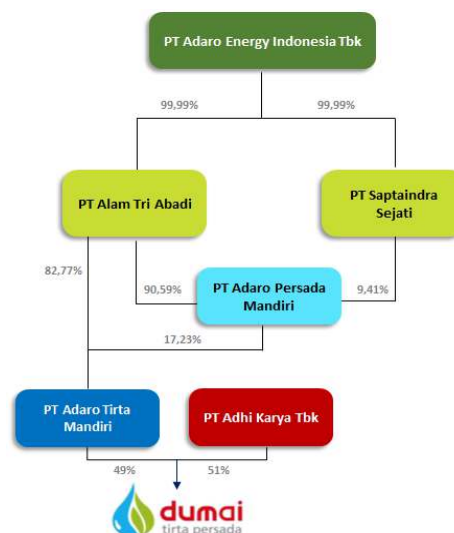 PT Adaro Energy Indonesia Tbk
99,99%
99,99%
PT Alam Tri Abadi
PT Saptaindra
Sejati
82,77%
90,59%
PT Adaro Persada
Mandiri
9,41%
17,23%
PT Adaro Tirta
Mandiri
PT Adhi Karya Tbk
49%
51%
dumai
tirta persada